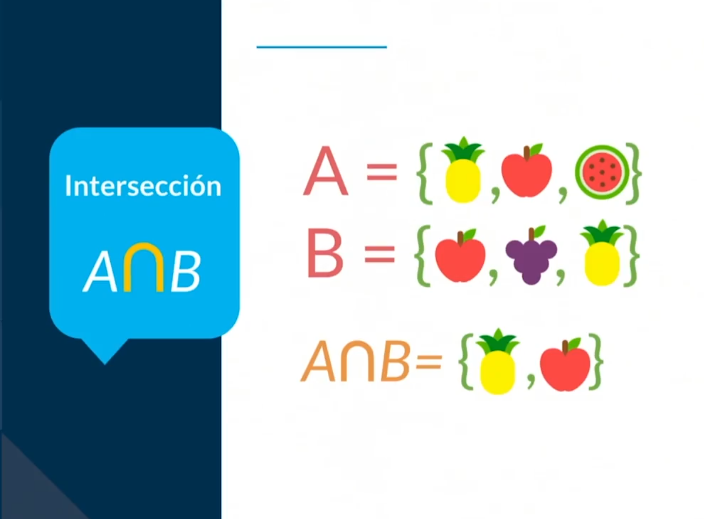 Intersección
A∩B
A = { , , }
B = { , , }
A∩B= { , }